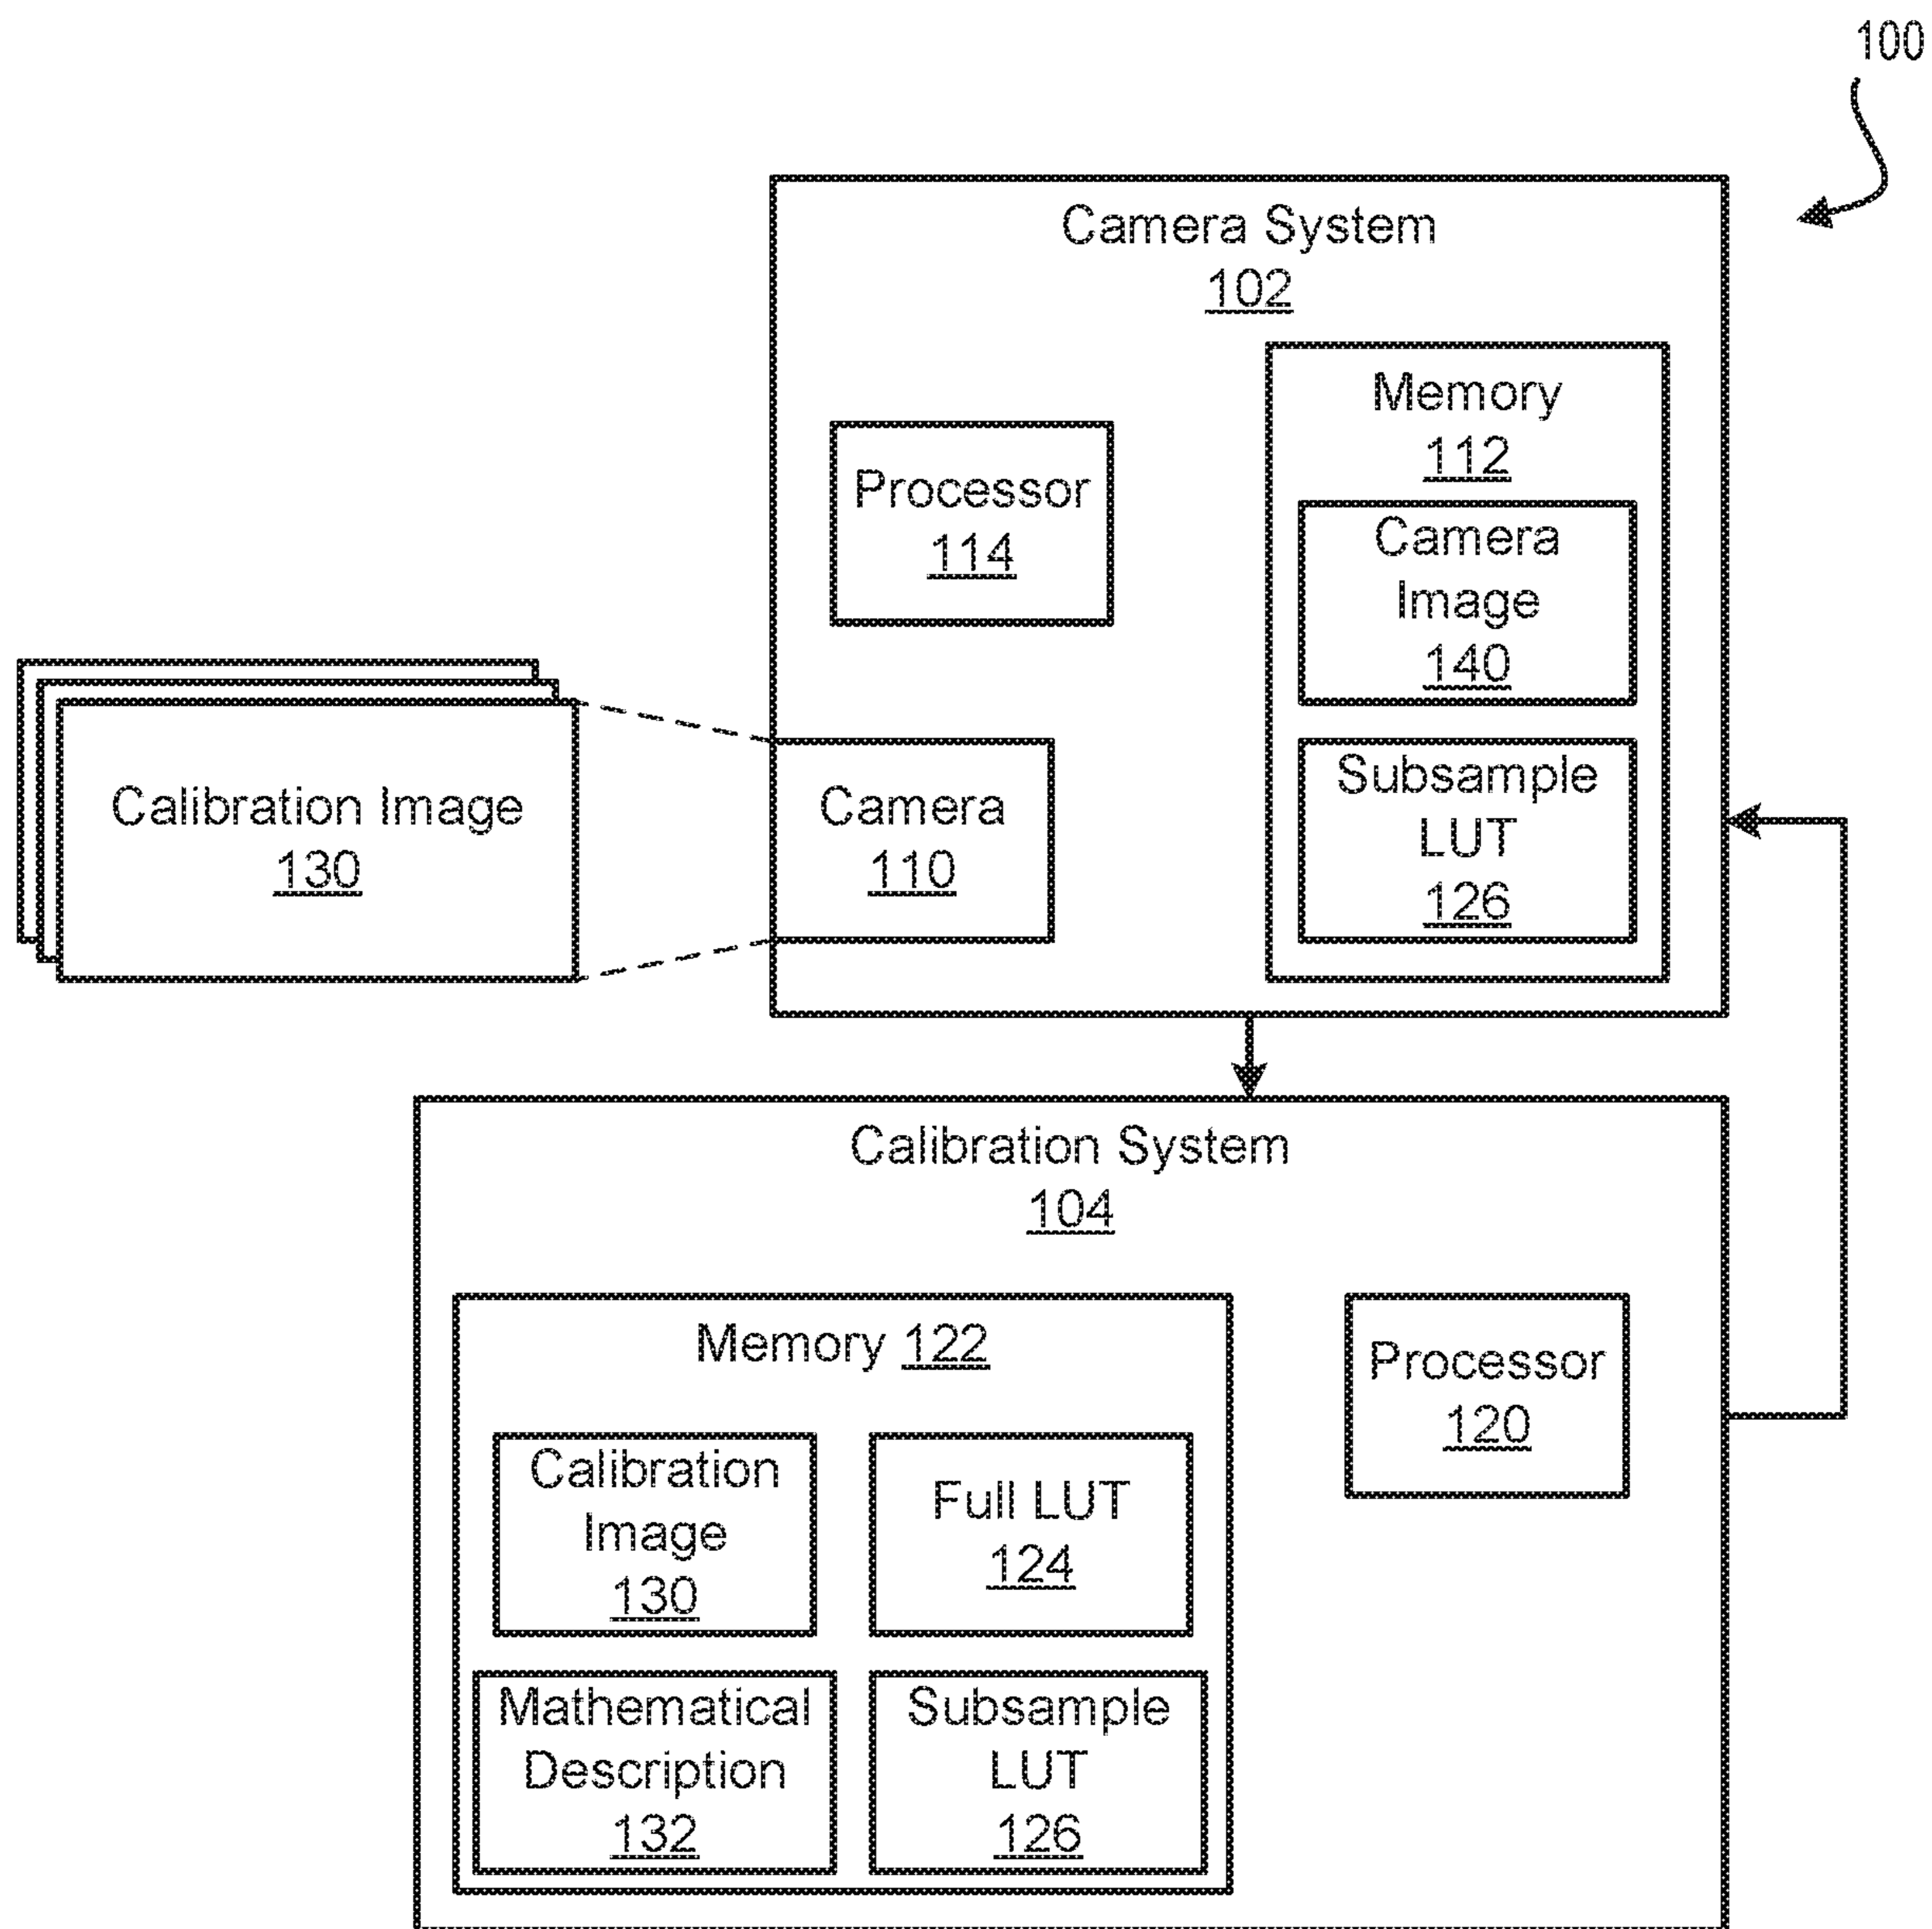 100
Camera System
102
Memory
112
Processor
114
Camera
Image
140
Subsample
LUT
126
Calibration Image
130
Camera
110
Calibration System
104
Memory 122
Processor
120
Calibration
Image
130
Full LUT
124
Mathematical
Description
132
Subsample
LUT
126